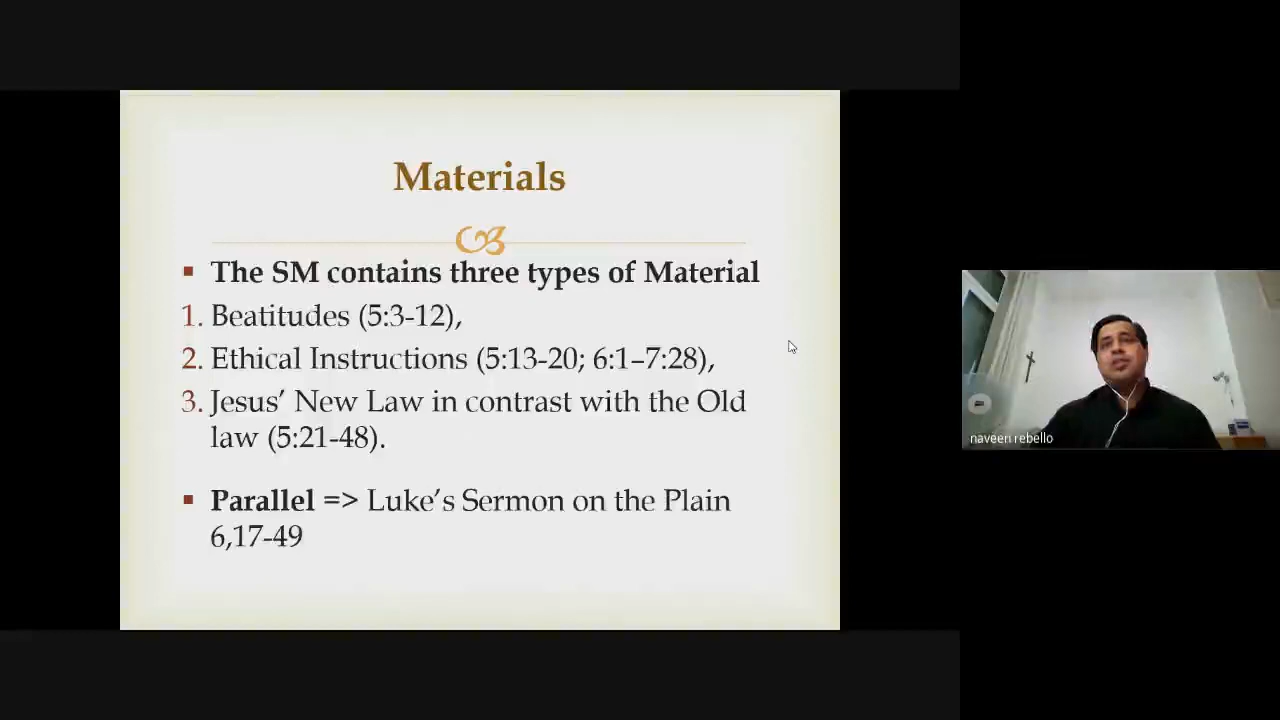 Materials
▪ The SM contains three types of Material
1. Beatitudes (5:3-12),
2. Ethical Instructions (5:13-20; 6:1–7:28),
3. Jesus’ New Law in contrast with the Old
law (5:21-48).
▪ Parallel => Luke’s Sermon on the Plain
6,17-49
naveen rebello